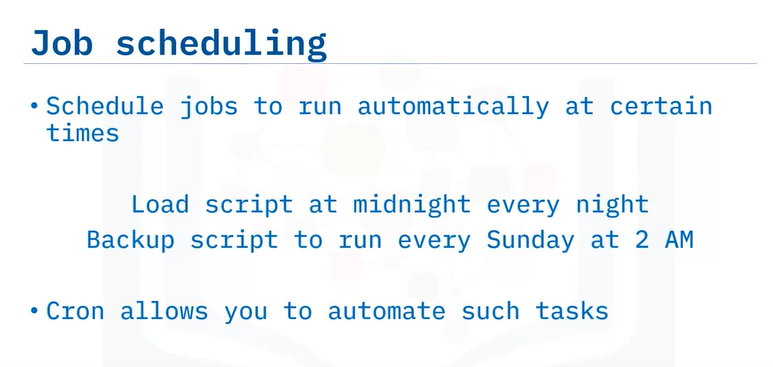 Job scheduling
• Schedule jobs to run automatically at certain
times
Load script at midnight every night
Backup script to run every Sunday at 2 AM
• Cron allows you to automate such tasks